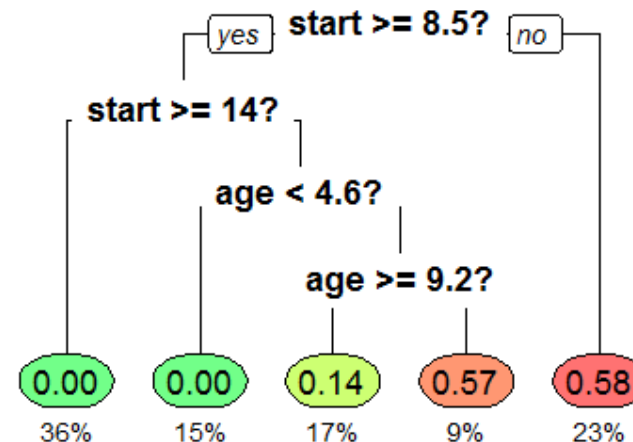 yes start >= 8.5? no
start >= 14?
age < 4.6?
age >= 9.2?
0.00 0.00 0.14 0.57 0.58
36% 15% 17% 9% 23%